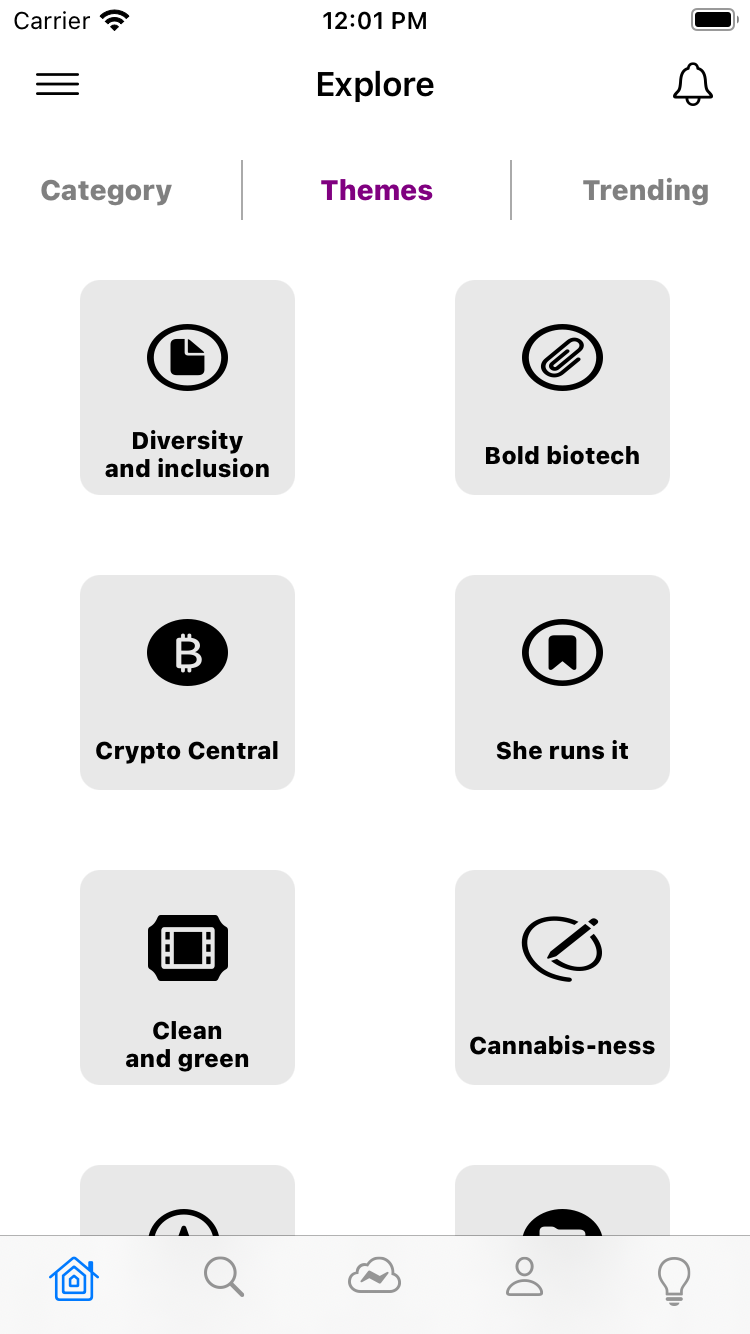 Carrier 12:01 PM
Explore
Category Themes Trending
Diversity
and inclusion
Bold biotech
Crypto Central
She runs it
Clean
and green
Cannabis-ness